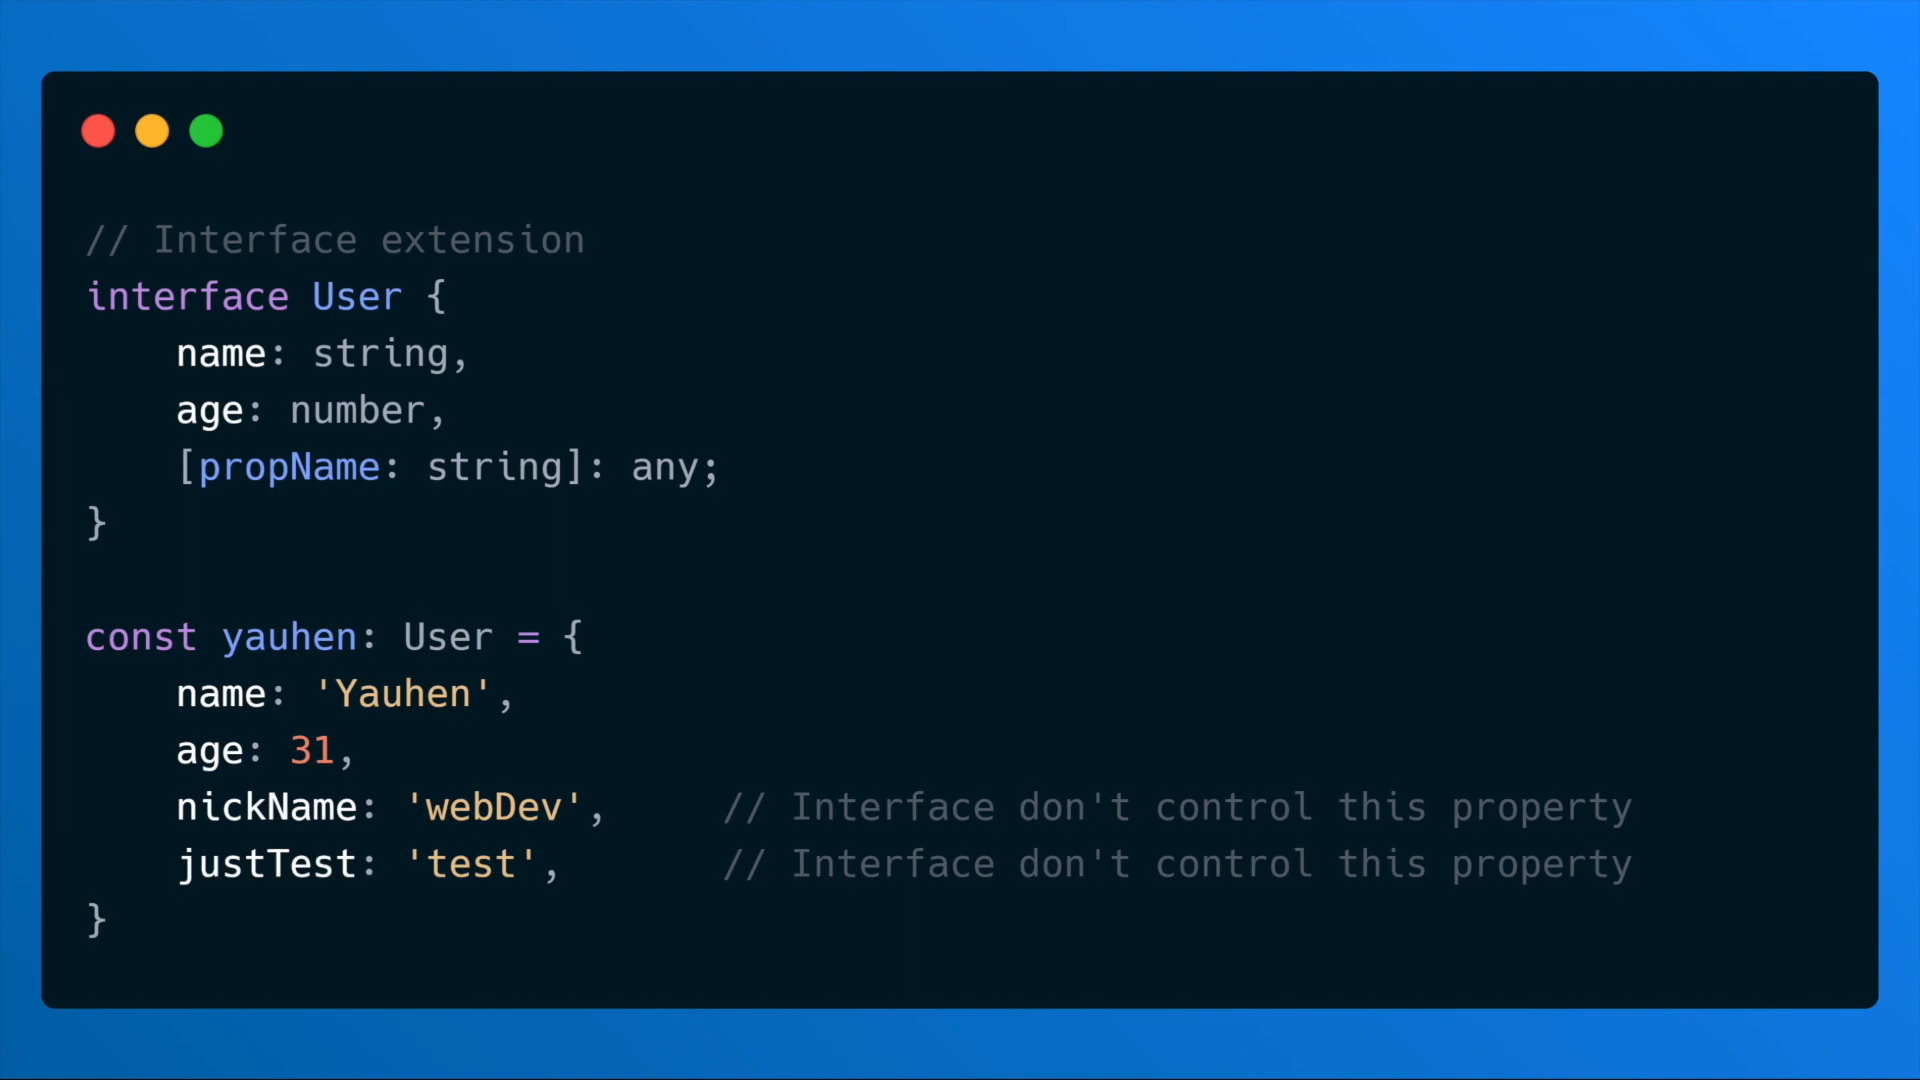 // Interface extension
interface User {
    name: string,
    age: number,
    [propName: string]: any;
}
const yauhen: User = {
    name: 'Yauhen',
    age: 31,
    nickName: 'webDev',     // Interface don't control this property
    justTest: 'test',       // Interface don't control this property
}